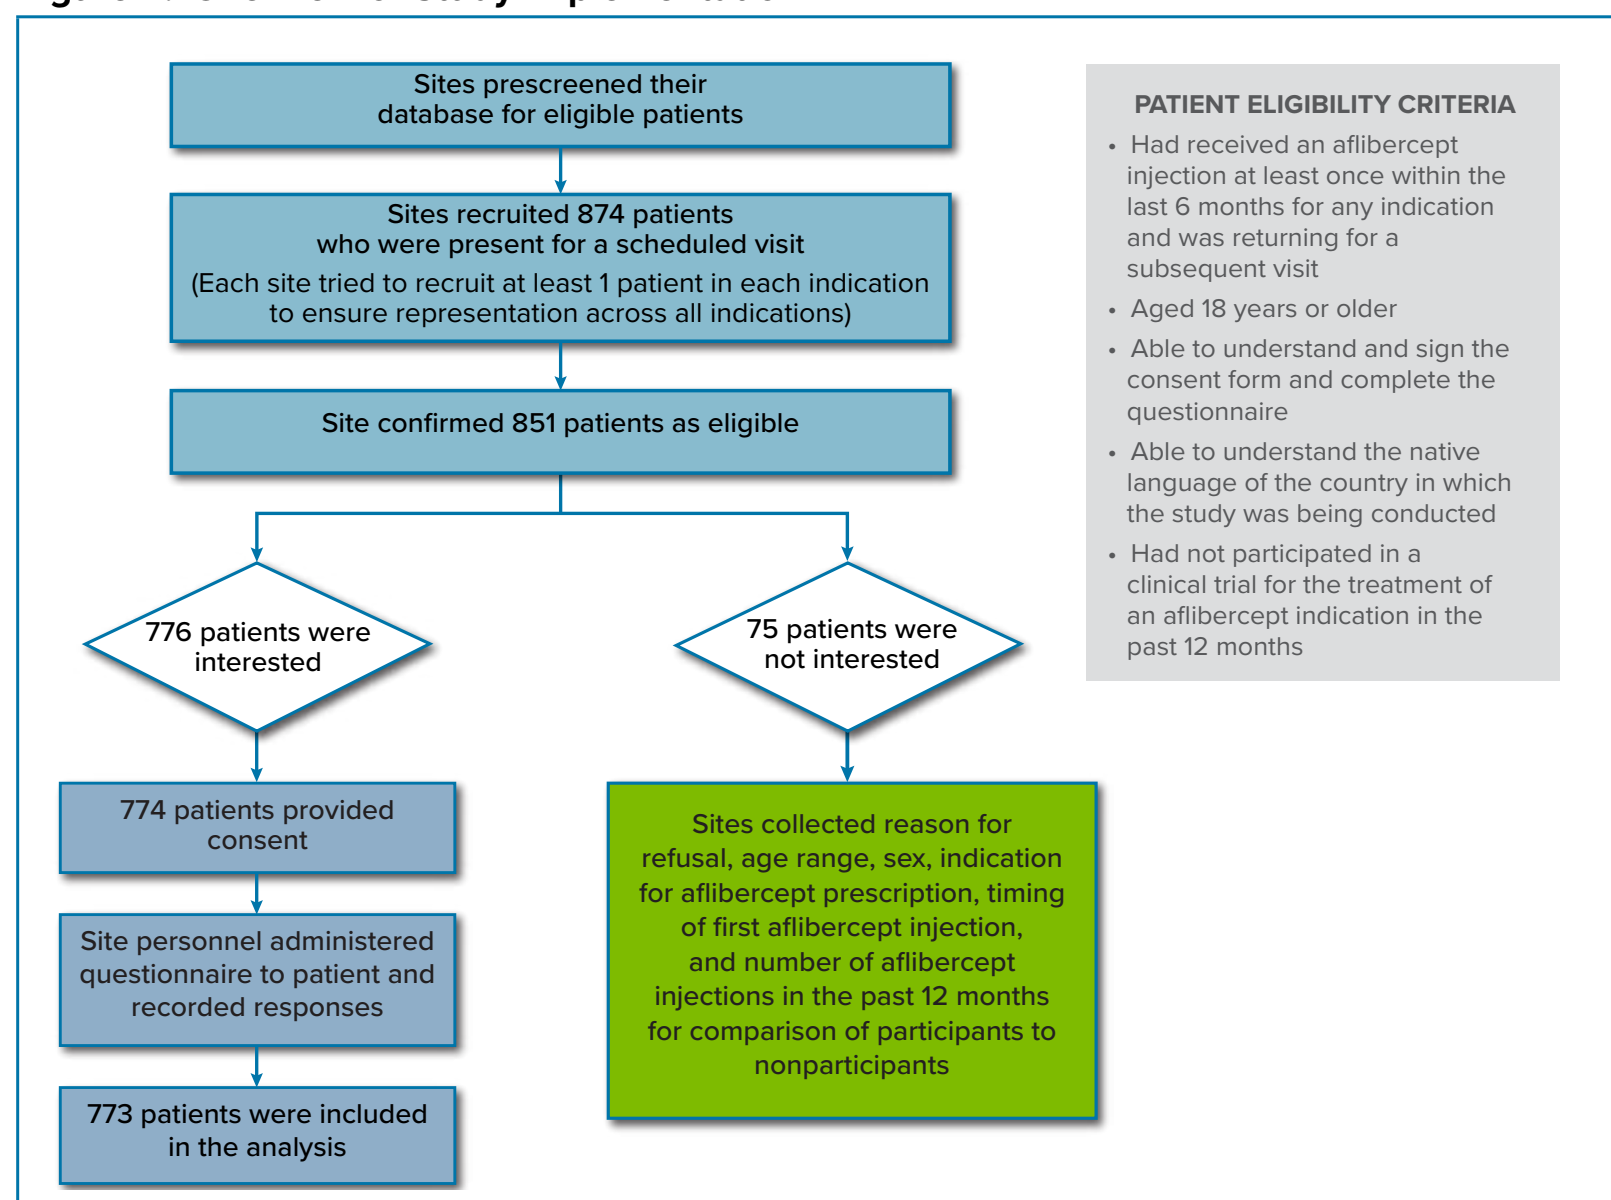 Sites prescreened their
database for eligible patients
Sites recruited 874 patients
who were present for a scheduled visit
(Each site tried to recruit at least 1 patient in each indication
to ensure representation across all indications)
Site confirmed 851 patients as eligible
776 patients were
interested
75 patients were
not interested
774 patients provided
consent
Site personnel administered
questionnaire to patient and
recorded responses
773 patients were included
in the analysis
Sites collected reason for
refusal, age range, sex, indication
for aflibercept prescription, timing
of first aflibercept injection,
and number of aflibercept
injections in the past 12 months
for comparison of participants to
nonparticipants
PATIENT ELIGIBILITY CRITERIA
• Had received an aflibercept
injection at least once within the
last 6 months for any indication
and was returning for a
subsequent visit
• Aged 18 years or older
• Able to understand and sign the
consent form and complete the
questionnaire
• Able to understand the native
language of the country in which
the study was being conducted
• Had not participated in a
clinical trial for the treatment of
an aflibercept indication in the
past 12 months